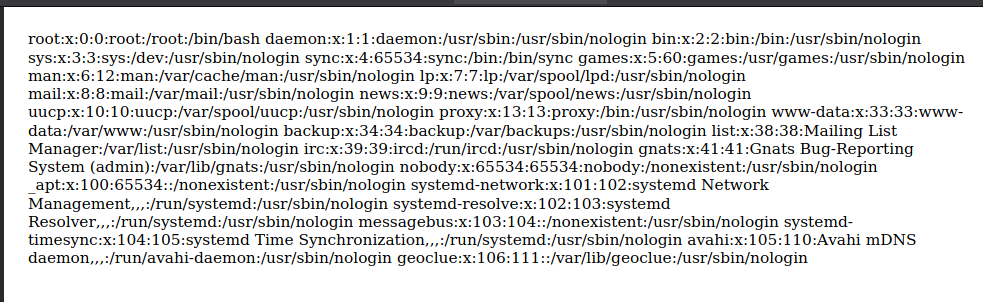 root:x:0:0:root:/root:/bin/bash daemon:x:1:1:daemon:/usr/sbin:/usr/sbin/nologin bin:x:2:2:bin:/bin:/usr/sbin/nologin
sys:x:3:3:sys:/dev:/usr/sbin/nologin sync:x:4:65534:sync:/bin:/bin/sync games:x:5:60:games:/usr/games:/usr/sbin/nologin
man:x:6:12:man:/var/cache/man:/usr/sbin/nologin lp:x:7:7:lp:/var/spool/lpd:/usr/sbin/nologin
mail:x:8:8:mail:/var/mail:/usr/sbin/nologin news:x:9:9:news:/var/spool/news:/usr/sbin/nologin
uucp:x:10:10:uucp:/var/spool/uucp:/usr/sbin/nologin proxy:x:13:13:proxy:/bin:/usr/sbin/nologin www-data:x:33:33:www-
data:/var/www:/usr/sbin/nologin backup:x:34:34:backup:/var/backups:/usr/sbin/nologin list:x:38:38:Mailing List
Manager:/var/list:/usr/sbin/nologin irc:x:39:39:ircd:/run/ircd:/usr/sbin/nologin gnats:x:41:41:Gnats Bug-Reporting
System (admin):/var/lib/gnats:/usr/sbin/nologin nobody:x:65534:65534:nobody:/nonexistent:/usr/sbin/nologin
_apt:x:100:65534::/nonexistent:/usr/sbin/nologin systemd-network:x:101:102:systemd Network
Management,,,:/run/systemd:/usr/sbin/nologin systemd-resolve:x:102:103:systemd
Resolver,,,:/run/systemd:/usr/sbin/nologin messagebus:x:103:104::/nonexistent:/usr/sbin/nologin systemd-
timesync:x:104:105:systemd Time Synchronization,,,:/run/systemd:/usr/sbin/nologin avahi:x:105:110:Avahi mDNS
daemon,,,:/run/avahi-daemon:/usr/sbin/nologin geoclue:x:106:111::/var/lib/geoclue:/usr/sbin/nologin